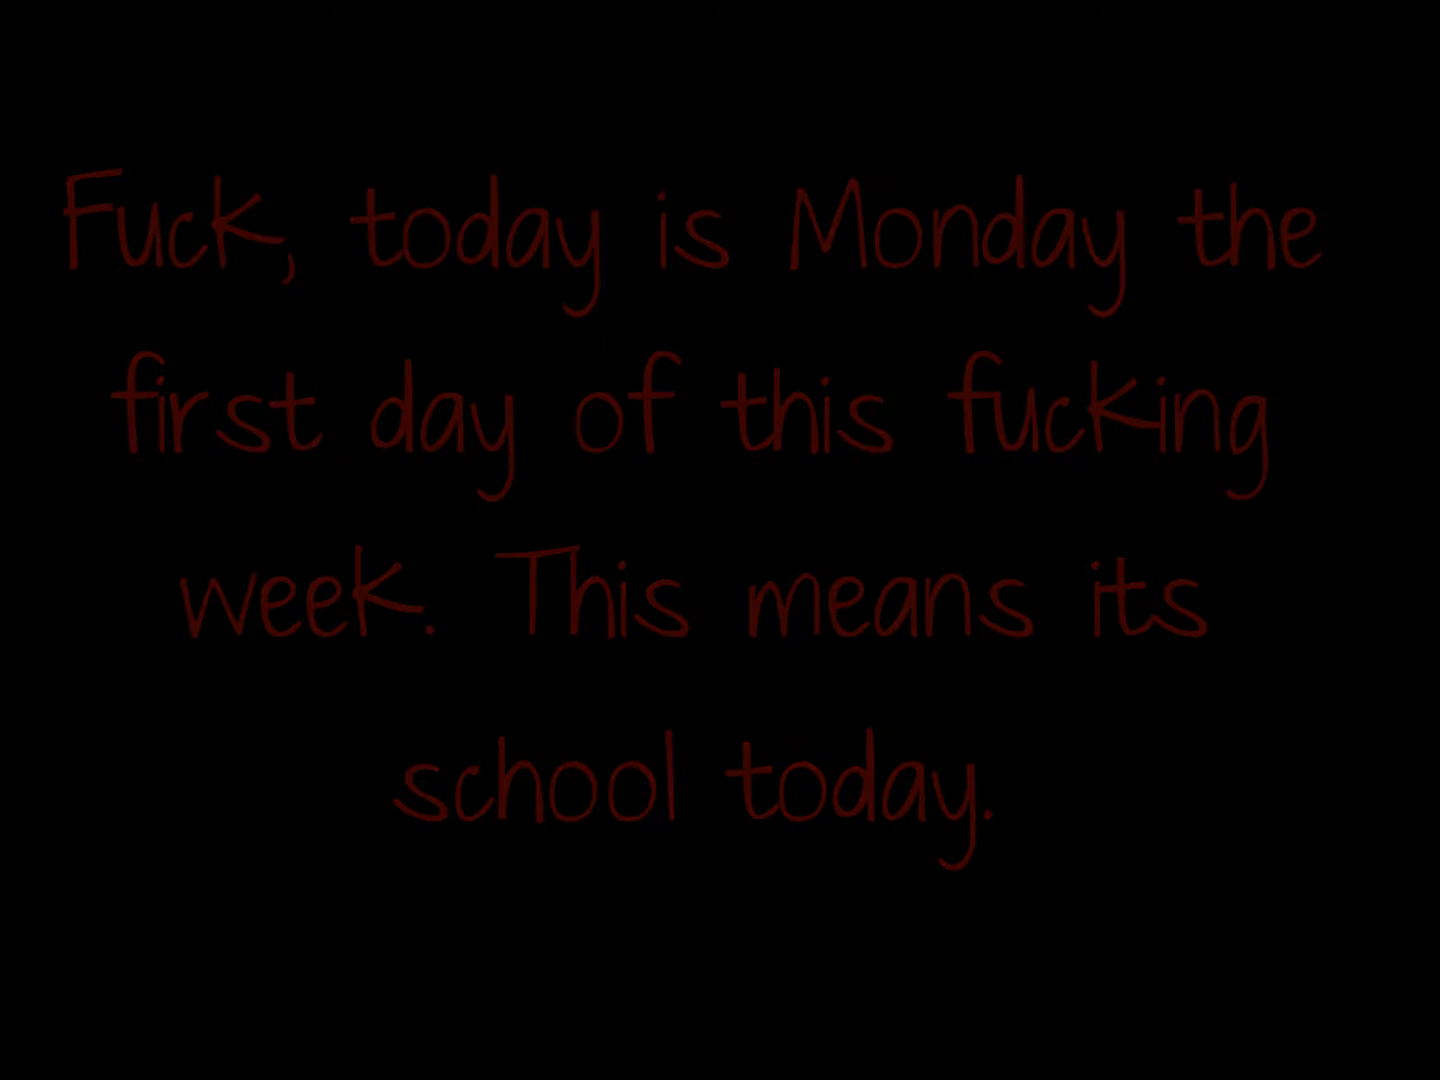 Fuck, today is Monday the
first day of this fucking
week. This means its
school today.